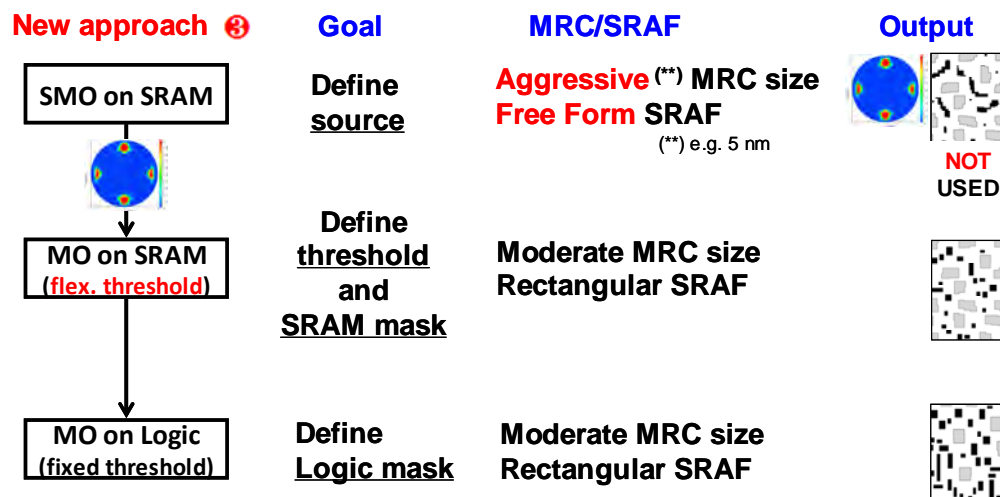 New approach ❸ Goal MRC/SRAF Output
SMO on SRAM
Define
source
Aggressive (**) MRC size
Free Form SRAF
(**) e.g. 5 nm
NOT
USED
MO on SRAM
(flex. threshold)
Define
threshold
and
SRAM mask
Moderate MRC size
Rectangular SRAF
MO on Logic
(fixed threshold)
Define
Logic mask
Moderate MRC size
Rectangular SRAF